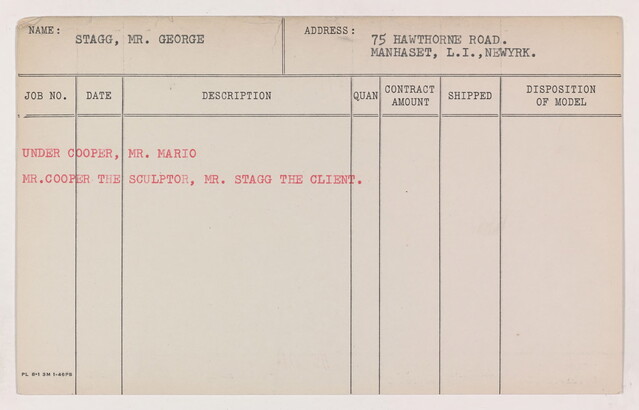 NAME: STAGG, MR. GEORGE ADDRESS: 75 HAWTHORNE ROAD.
MANHASET, L.I.,NEWYRK.
JOB NO. DATE DESCRIPTION QUAN CONTRACT AMOUNT SHIPPED DISPOSITION OF MODEL
UNDER COOPER, MR. MARIO
MR.COOPER THE SCULPTOR, MR. STAGG THE CLIENT.